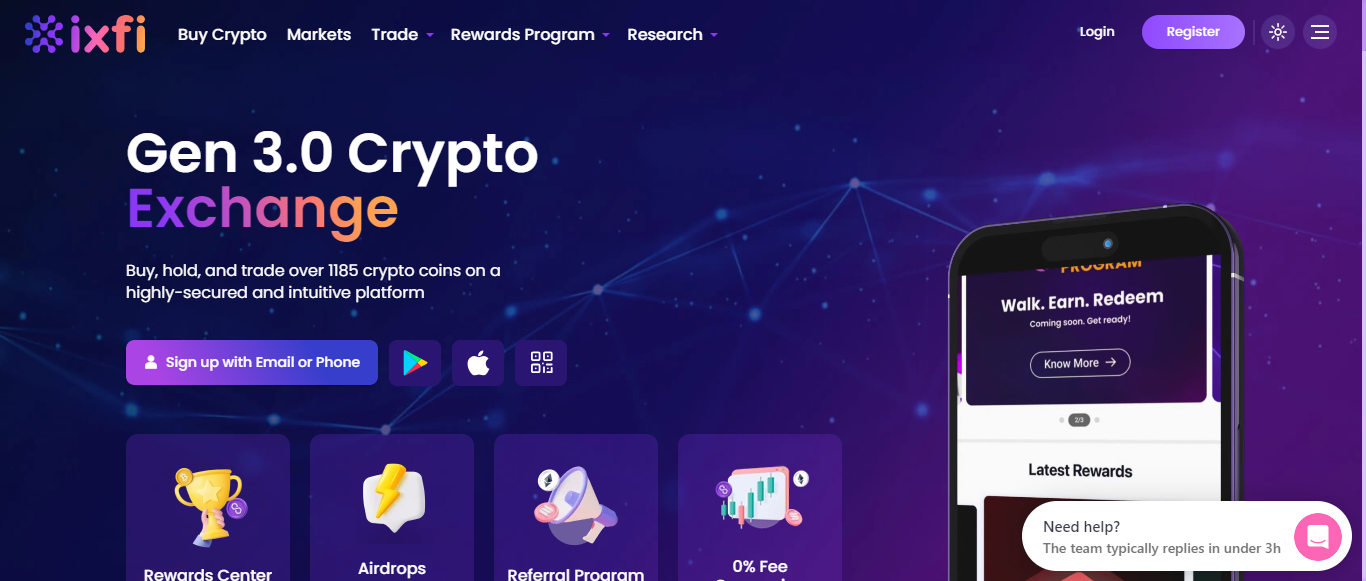 ixfi
Buy Crypto Markets Trade Rewards Program Research
Login
Register
Gen 3.0 Crypto
Exchange
Buy, hold, and trade over 1185 crypto coins on a
highly-secured and intuitive platform
Sign up with Email or Phone
Rewards Center
Airdrops
Referral Program
0% Fee
PROGRAM
Walk. Earn. Redeem
Coming soon. Get ready!
Know More
2/3
Latest Rewards
Need help?
The team typically replies in under 3h